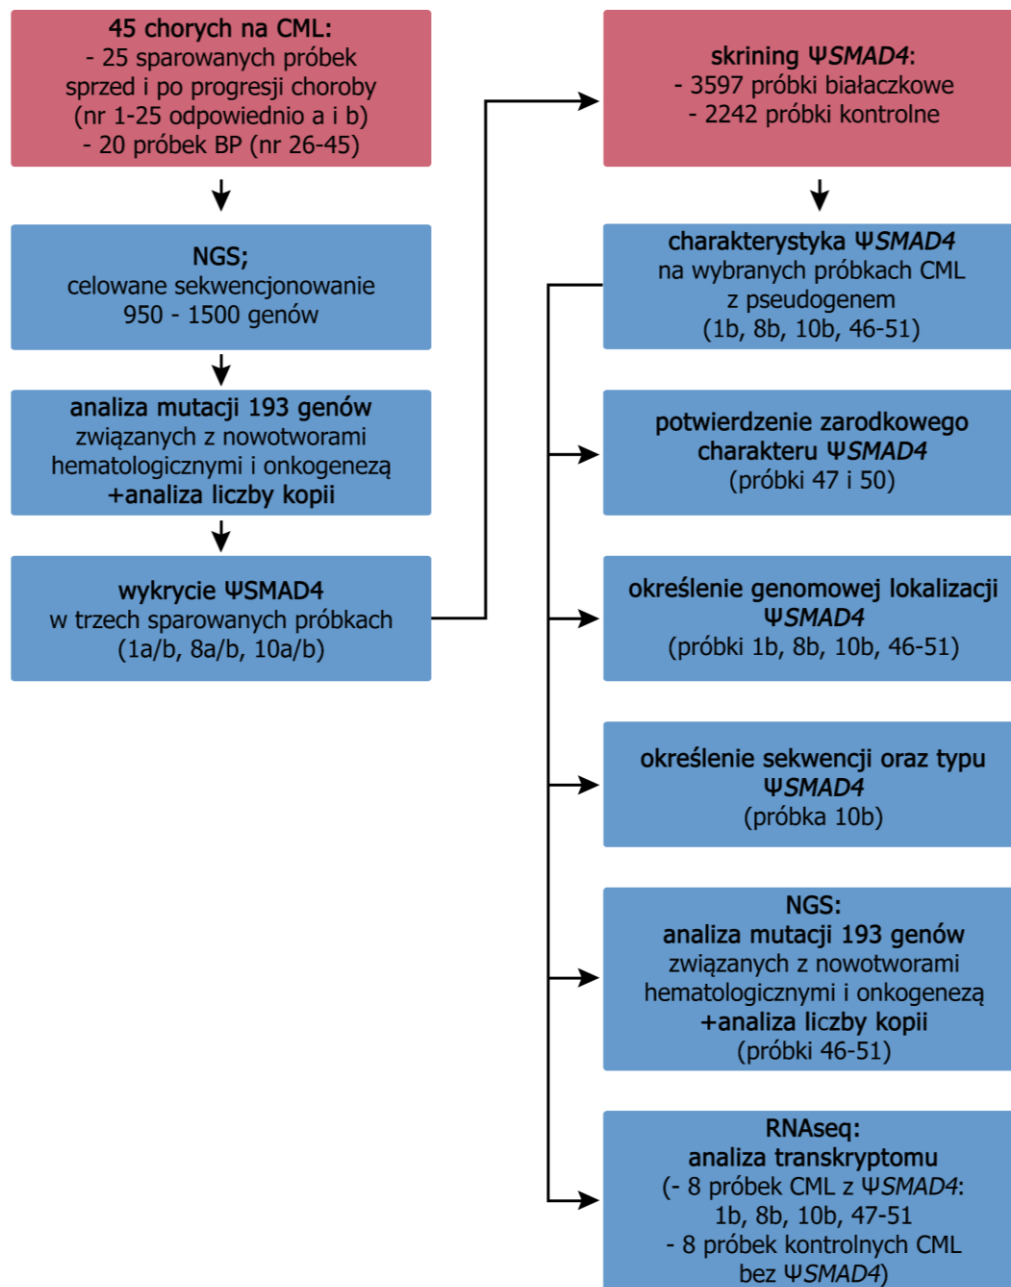 45 chorych na CML:
- 25 sparowanych próbek
sprzed i po progresji choroby
(nr 1-25 odpowiednio a i b)
- 20 próbek BP (nr 26-45)
NGS;
celowane sekwencjonowanie
950 - 1500 genów
analiza mutacji 193 genów
związanych z nowotworami
hematologicznymi i onkogenezą
+analiza liczby kopii
wykrycie ΨSMAD4
w trzech sparowanych próbkach
(1a/b, 8a/b, 10a/b)
skrining ΨSMAD4:
- 3597 próbki białaczkowe
- 2242 próbki kontrolne
charakterystyka ΨSMAD4
na wybranych próbkach CML
z pseudogenem
(1b, 8b, 10b, 46-51)
potwierdzenie zarodkowego
charakteru ΨSMAD4
(próbki 47 i 50)
określenie genomowej lokalizacji
ΨSMAD4
(próbki 1b, 8b, 10b, 46-51)
określenie sekwencji oraz typu
ΨSMAD4
(próbka 10b)
NGS:
analiza mutacji 193 genów
związanych z nowotworami
hematologicznymi i onkogenezą
+analiza liczby kopii
(próbki 46-51)
RNAseq:
analiza transkryptomu
(- 8 próbek CML z ΨSMAD4:
1b, 8b, 10b, 47-51
- 8 próbek kontrolnych CML
bez ΨSMAD4)